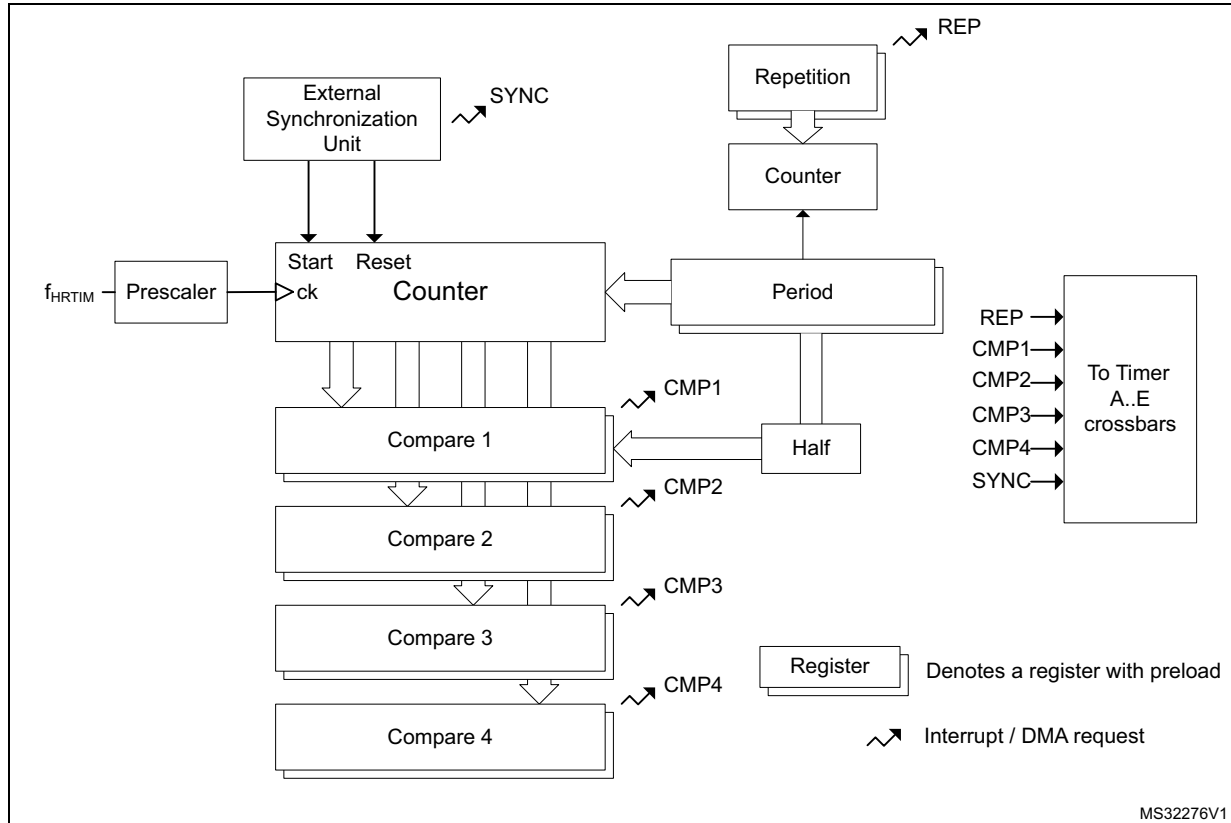 REP
Repetition
External
Synchronization
Unit
SYNC
Counter
Start Reset
fHRTIM
Prescaler
ck
Counter
Period
REP
CMP1
CMP2
CMP3
CMP4
SYNC
To Timer
A..E
crossbars
CMP1
Compare 1
Half
CMP2
Compare 2
CMP3
Compare 3
CMP4
Compare 4
Register
Denotes a register with preload
Interrupt / DMA request
MS32276V1